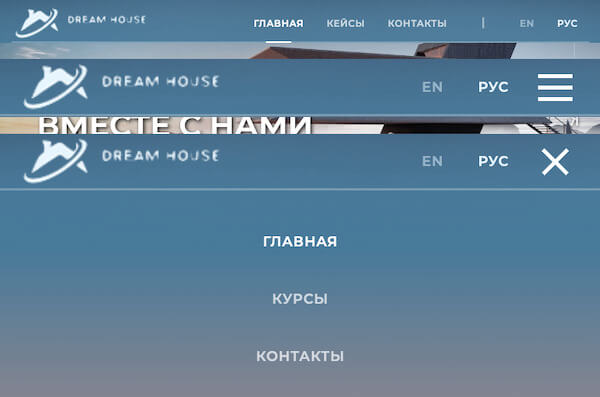 DREAM HOUSE ГЛАВНАЯ КЕЙСЫ КОНТАКТЫ | EN РУС
DREAM HOUSE EN РУС
ВМЕСТЕ С НАМИ
DREAM HOUSE EN РУС
ГЛАВНАЯ
КУРСЫ
КОНТАКТЫ